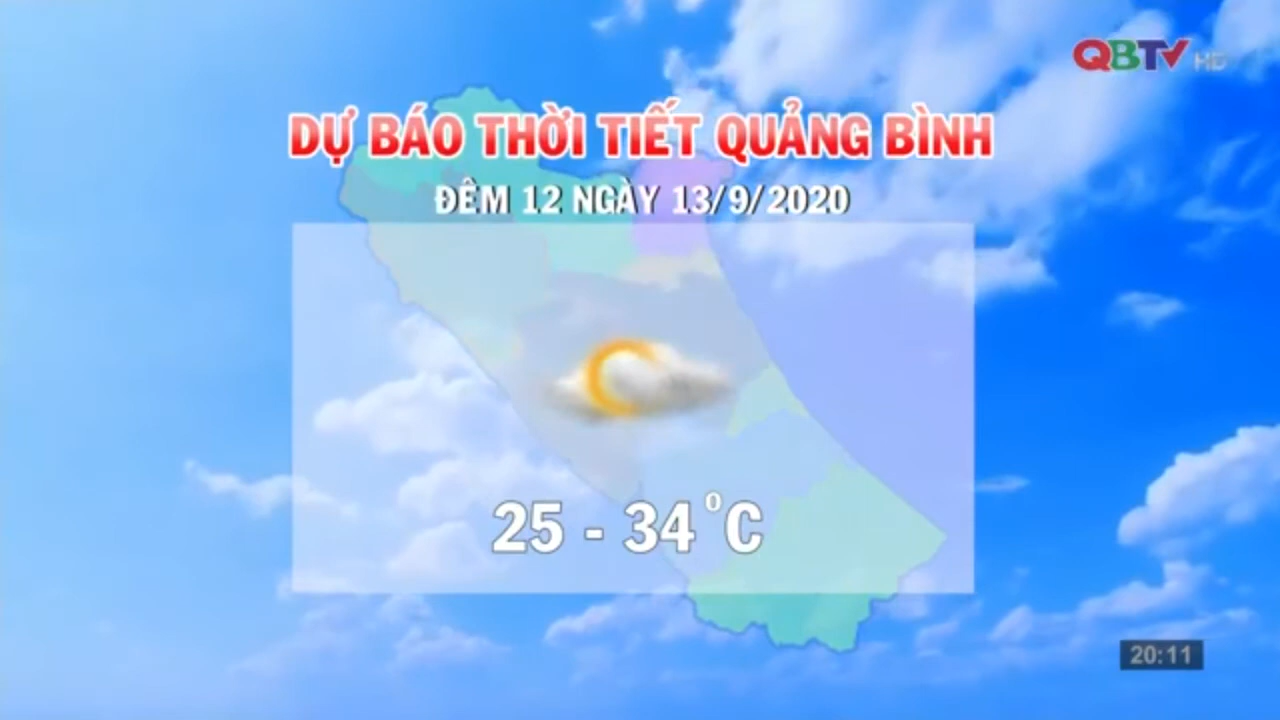 QBTV HD
DỰ BÁO THỜI TIẾT QUẢNG BÌNH
ĐÊM 12 NGÀY 13/9/2020
25 - 34°C
20:11